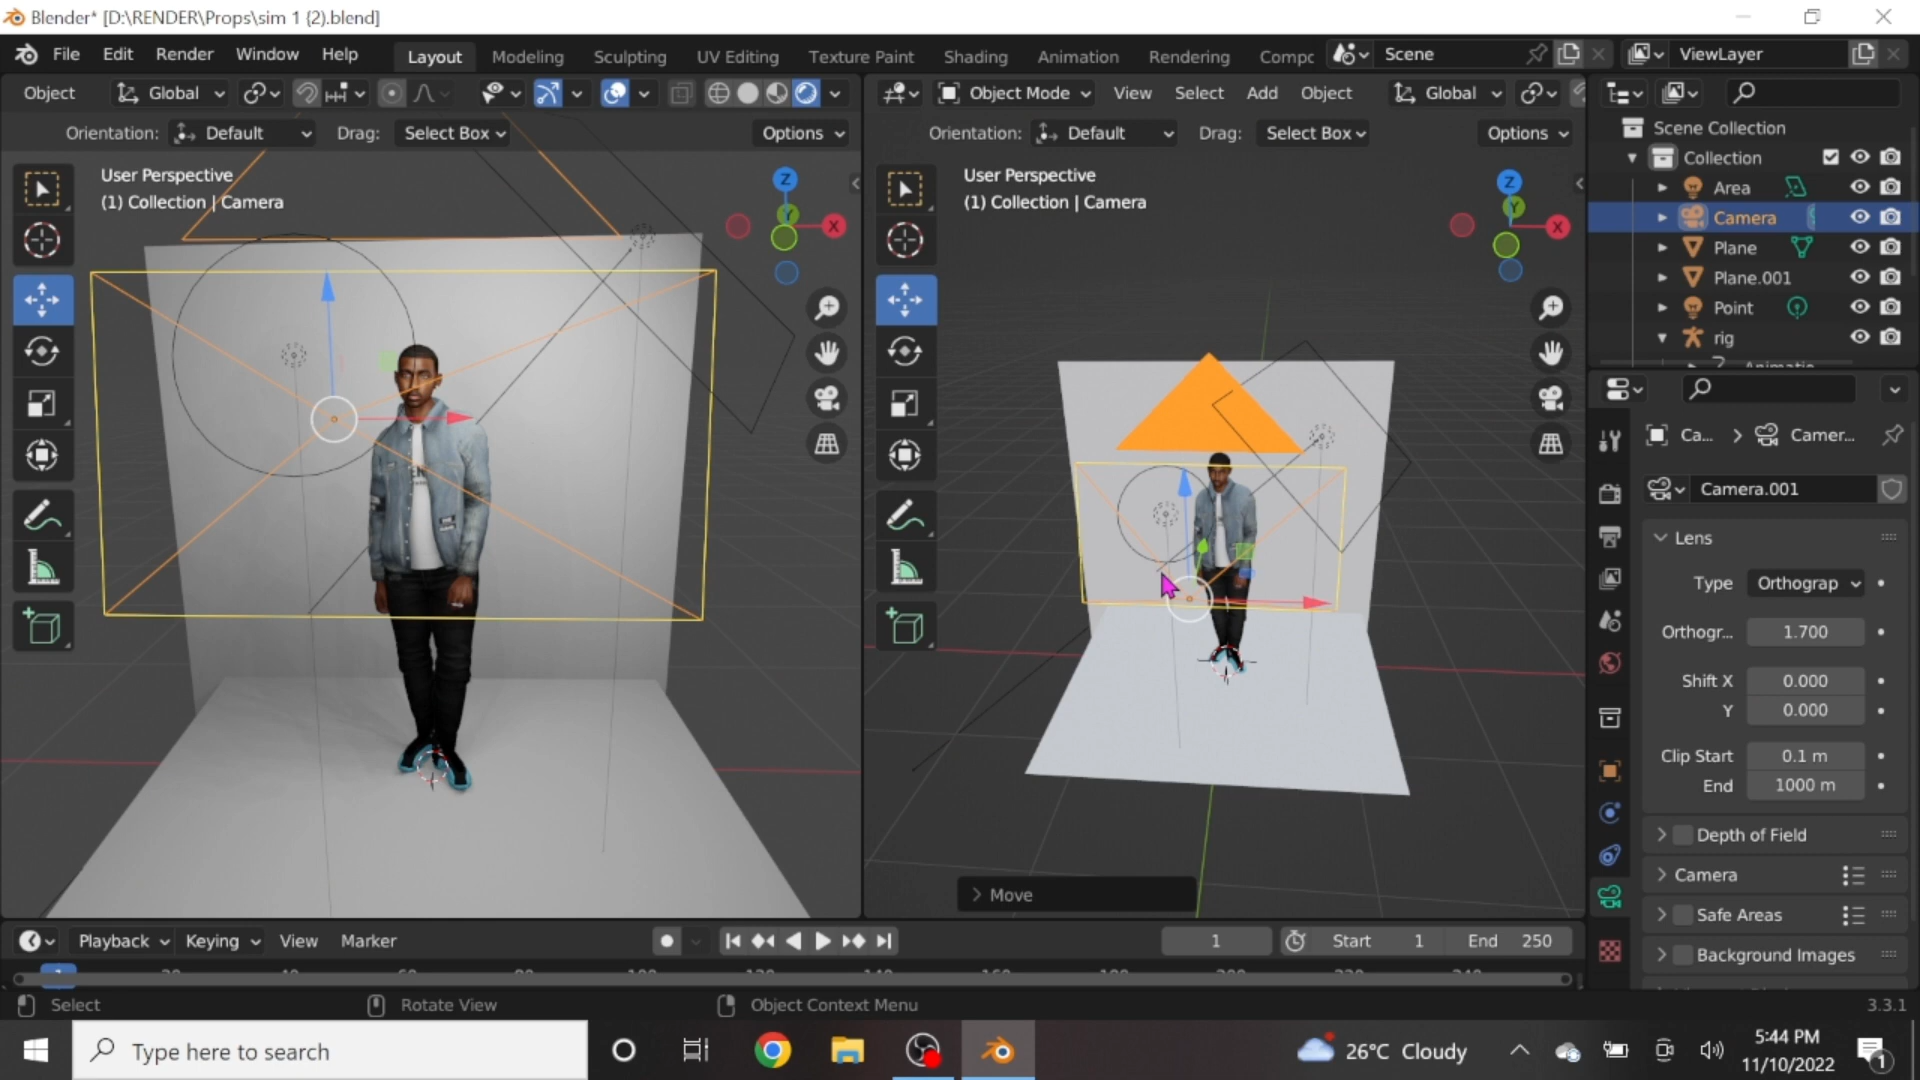 Blender* [D:\RENDER\Props\sim 1 {2).blend]
File Edit Render Window Help Layout Modeling Sculpting UV Editing Texture Paint Shading Animation Rendering Compc Scene ViewLayer
Object Global Object Mode View Select Add Object Global
Orientation: Default Drag: Select Box Options Orientation: Default Drag: Select Box Options
User Perspective
(1) Collection | Camera
Z
Y
X
User Perspective
(1) Collection | Camera
Z
Y
X
Move
Scene Collection
Collection
Area
Camera
Plane
Plane.001
Point
rig
Ca... Camer...
Camera.001
Lens
Type Orthograp
Orthogr... 1.700
Shift X 0.000
Y 0.000
Clip Start 0.1 m
End 1000 m
Depth of Field
Camera
Safe Areas
Background Images
Playback Keying View Marker 1 Start 1 End 250
Select Rotate View Object Context Menu 3.3.1
Type here to search 26°C Cloudy 5:44 PM
11/10/2022 1